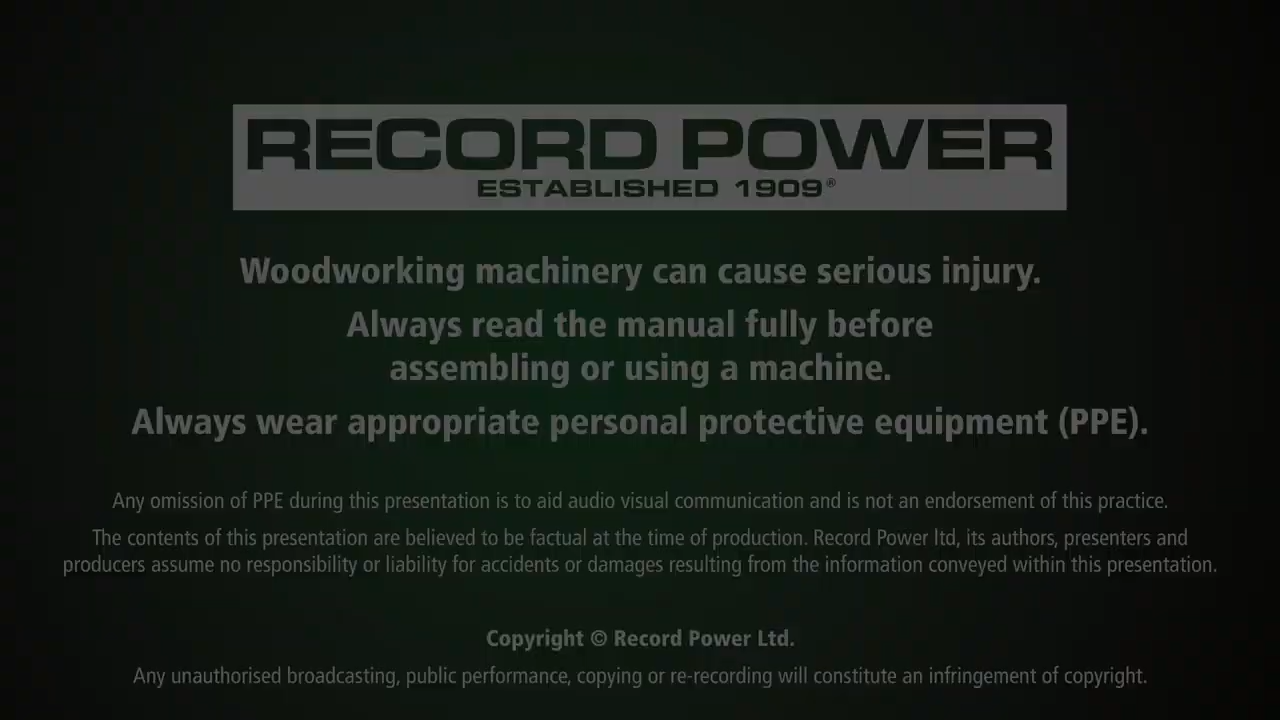 RECORD POWER
ESTABLISHED 1909®
Woodworking machinery can cause serious injury.
Always read the manual fully before
assembling or using a machine.
Always wear appropriate personal protective equipment (PPE).
Any omission of PPE during this presentation is to aid audio visual communication and is not an endorsement of this practice.
The contents of this presentation are believed to be factual at the time of production. Record Power ltd, its authors, presenters and
producers assume no responsibility or liability for accidents or damages resulting from the information conveyed within this presentation.
Copyright © Record Power Ltd.
Any unauthorised broadcasting, public performance, copying or re-recording will constitute an infringement of copyright.